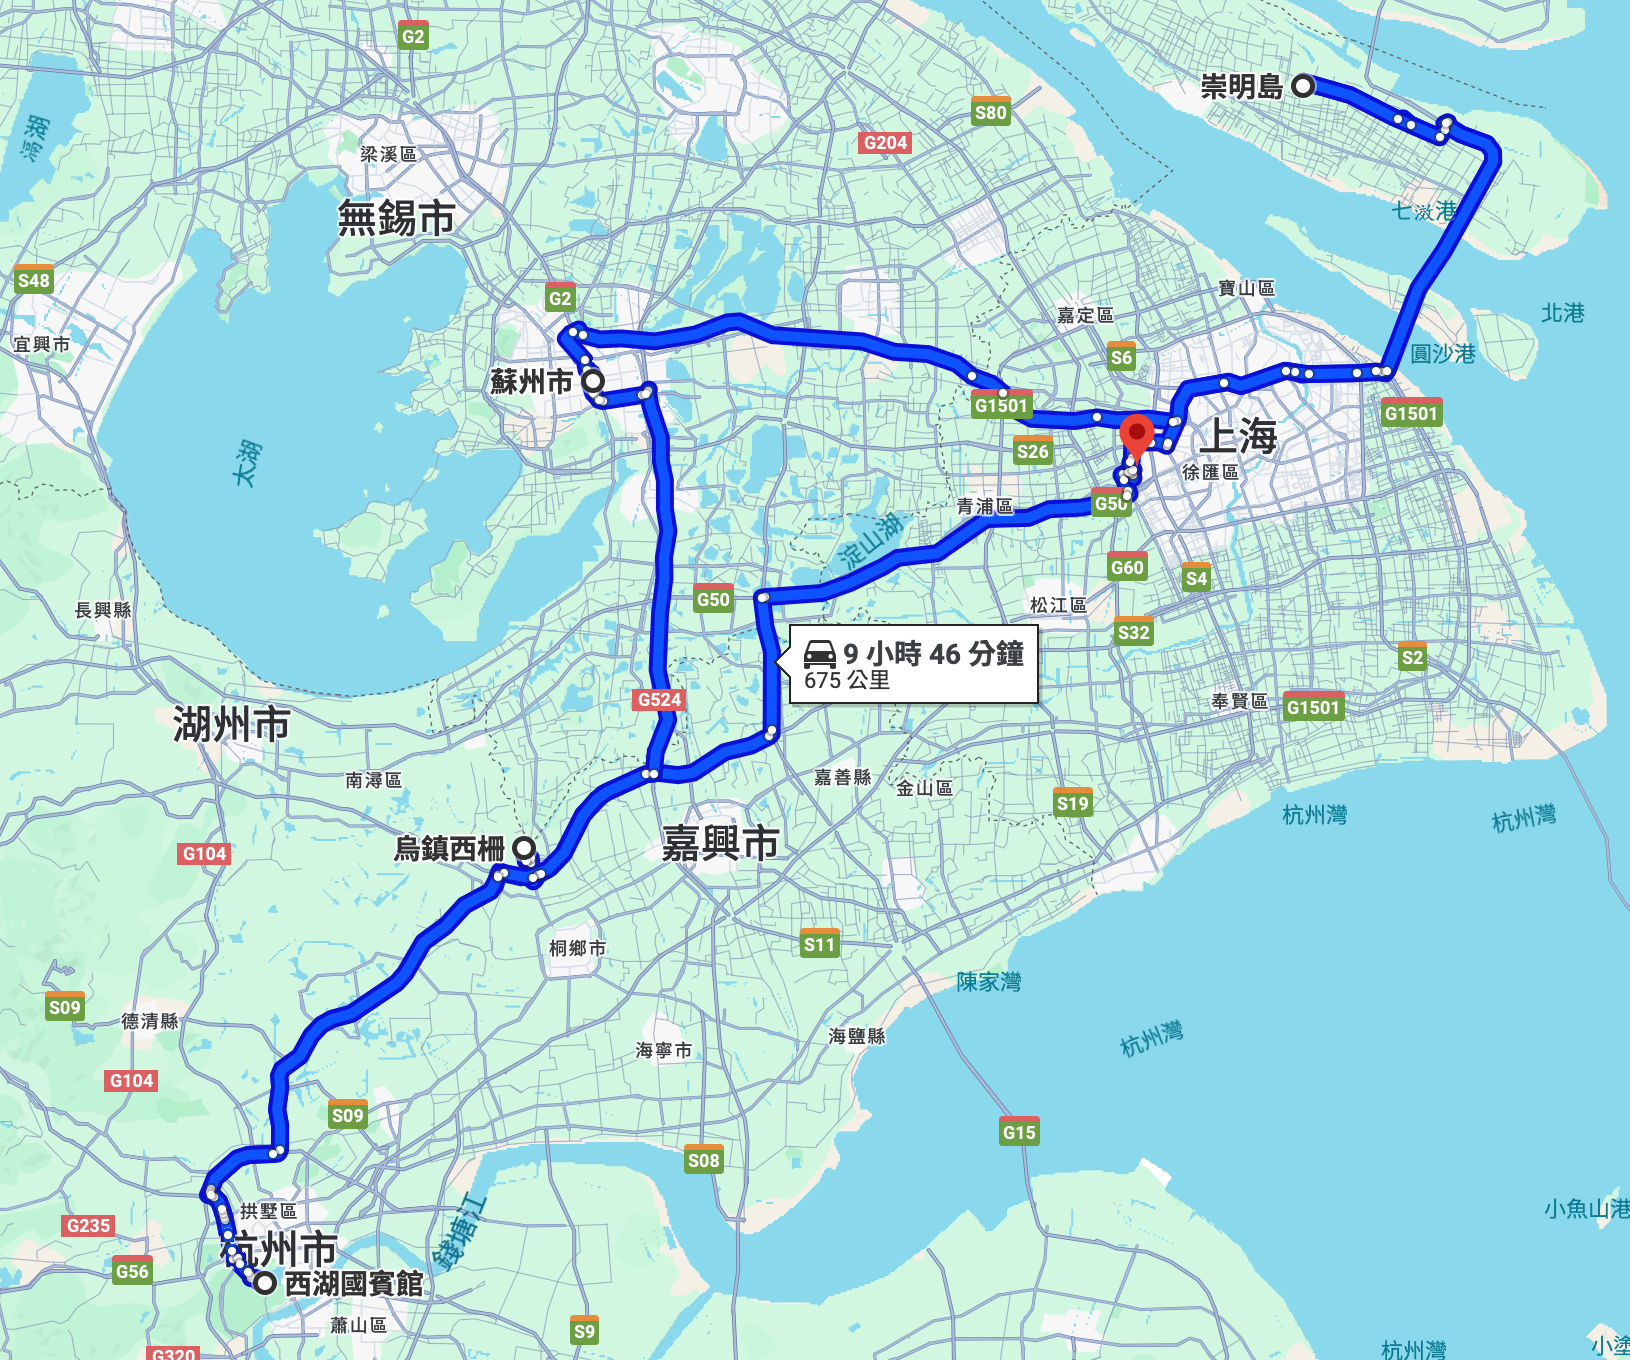 G2
崇明島
S80
滆湖
G204
梁溪區
無錫市
七滧港
S48
G2
寶山區
北港
嘉定區
宜興市
S6
圓沙港
蘇州市
G1501
G1501
上海
太湖
S26
徐匯區
青浦區
G50
淀山湖
G60
S4
G50
長興縣
松江區
S32
9 小時 46 分鐘
675 公里
S2
G524
奉賢區
G1501
湖州市
南潯區
嘉善縣
金山區
S19
杭州灣
杭州灣
烏鎮西柵
嘉興市
G104
S11
桐鄉市
陳家灣
S09
德清縣
海鹽縣
杭州灣
海寧市
G104
S09
G15
S08
拱墅區
小魚山港
G235
錢塘江
杭州市
G56
西湖國賓館
蕭山區
S9
G320
杭州灣
小塗